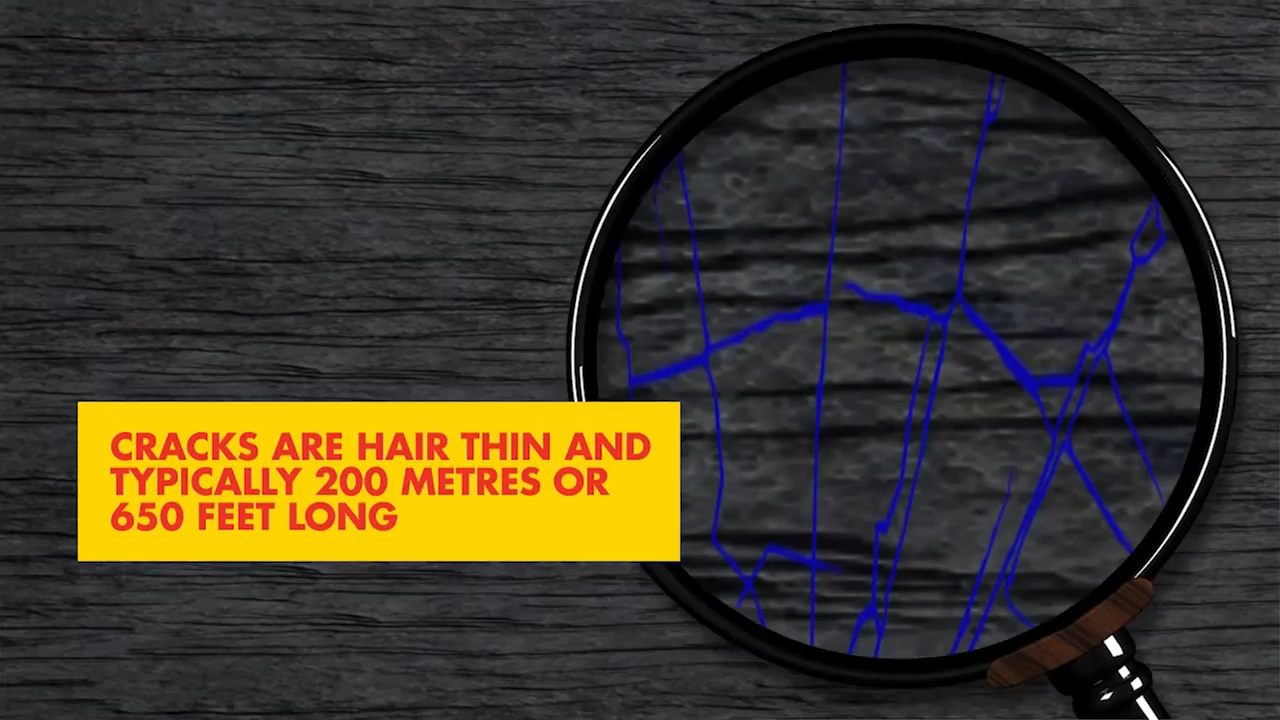 CRACKS ARE HAIR THIN AND
TYPICALLY 200 METRES OR
650 FEET LONG